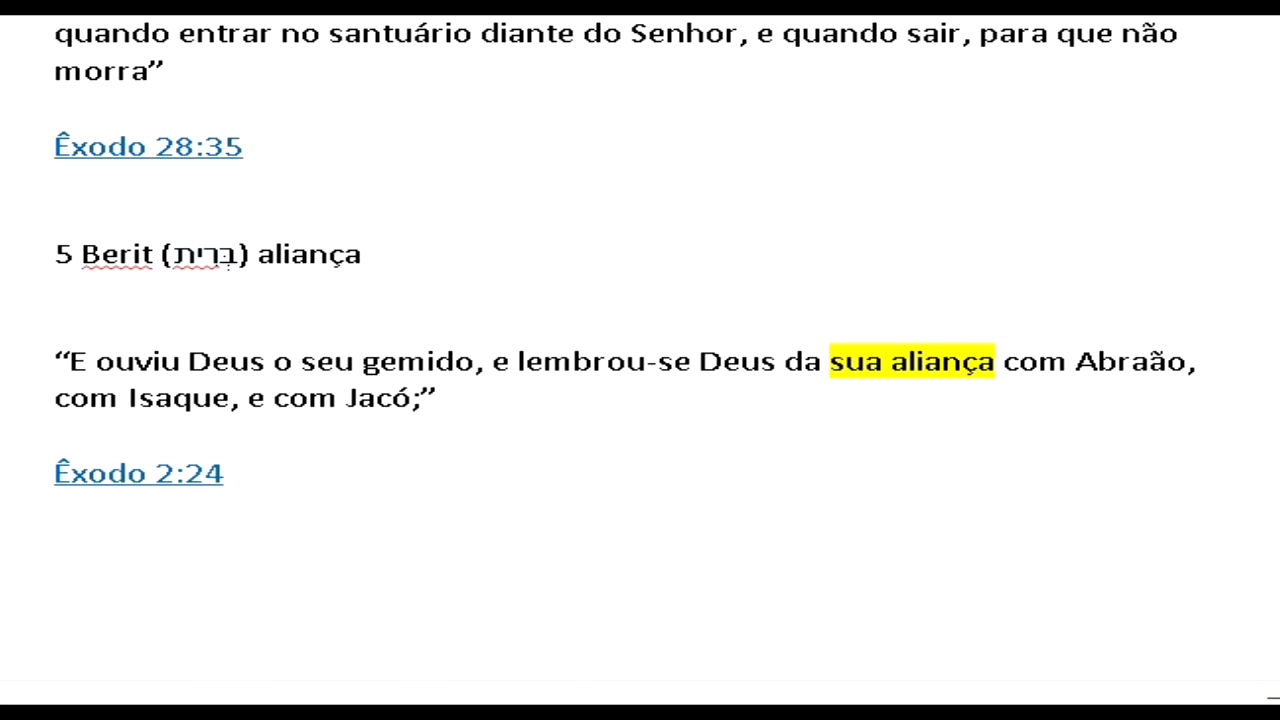 quando entrar no santuário diante do Senhor, e quando sair, para que não
morra”
Êxodo 28:35
5 Berit (בְּרִית) aliança
“E ouviu Deus o seu gemido, e lembrou-se Deus da sua aliança com Abraão,
com Isaque, e com Jacó;”
Êxodo 2:24